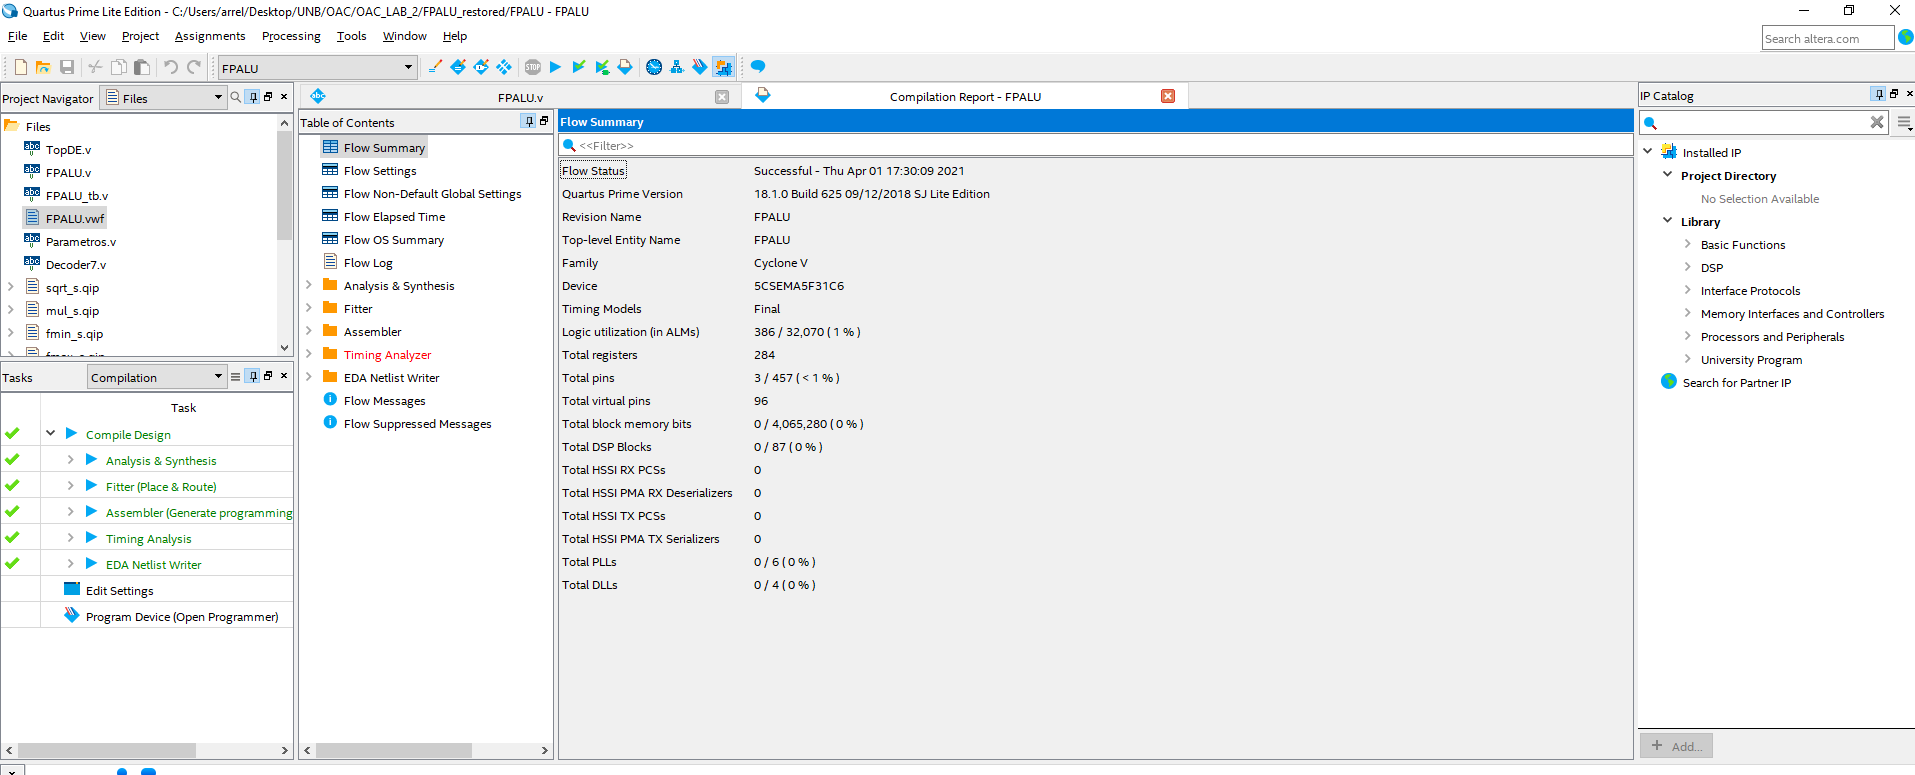 Quartus Prime Lite Edition - C:/Users/arrel/Desktop/UNB/OAC/OAC_LAB_2/FPALU_restored/FPALU - FPALU
File Edit View Project Assignments Processing Tools Window Help
Search altera.com
FPALU
STOP
Project Navigator
Files
Files
TopDE.v
FPALU.v
FPALU_tb.v
FPALU.vwf
Parametros.v
Decoder7.v
sqrt_s.qip
mul_s.qip
fmin_s.qip
fmax_s.qip
Tasks
Compilation
Task
Compile Design
Analysis & Synthesis
Fitter (Place & Route)
Assembler (Generate programming
Timing Analysis
EDA Netlist Writer
Edit Settings
Program Device (Open Programmer)
FPALU.v
Compilation Report - FPALU
Table of Contents
Flow Summary
Flow Settings
Flow Non-Default Global Settings
Flow Elapsed Time
Flow OS Summary
Flow Log
Analysis & Synthesis
Fitter
Assembler
Timing Analyzer
EDA Netlist Writer
Flow Messages
Flow Suppressed Messages
Flow Summary
<<Filter>>
Flow Status Successful - Thu Apr 01 17:30:09 2021
Quartus Prime Version 18.1.0 Build 625 09/12/2018 SJ Lite Edition
Revision Name FPALU
Top-level Entity Name FPALU
Family Cyclone V
Device 5CSEMA5F31C6
Timing Models Final
Logic utilization (in ALMs) 386 / 32,070 ( 1 % )
Total registers 284
Total pins 3 / 457 ( < 1 % )
Total virtual pins 96
Total block memory bits 0 / 4,065,280 ( 0 % )
Total DSP Blocks 0 / 87 ( 0 % )
Total HSSI RX PCSs 0
Total HSSI PMA RX Deserializers 0
Total HSSI TX PCSs 0
Total HSSI PMA TX Serializers 0
Total PLLs 0 / 6 ( 0 % )
Total DLLs 0 / 4 ( 0 % )
IP Catalog
Installed IP
Project Directory
No Selection Available
Library
Basic Functions
DSP
Interface Protocols
Memory Interfaces and Controllers
Processors and Peripherals
University Program
Search for Partner IP
+ Add...